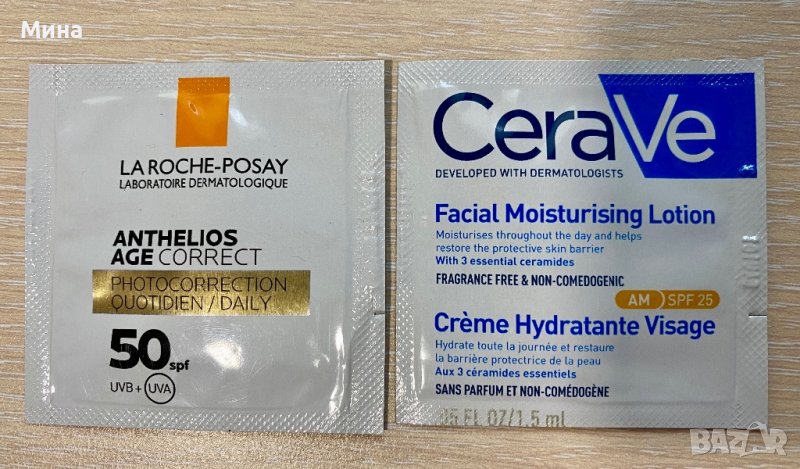 Мина
LA ROCHE-POSAY
LABORATOIRE DERMATOLOGIQUE
ANTHELIOS
AGE CORRECT
PHOTOCORRECTION
QUOTIDIEN / DAILY
50 spf
UVB + UVA
CeraVe
DEVELOPED WITH DERMATOLOGISTS
Facial Moisturising Lotion
Moisturises throughout the day and helps
restore the protective skin barrier
With 3 essential ceramides
FRAGRANCE FREE & NON-COMEDOGENIC
AM SPF 25
Crème Hydratante Visage
Hydrate toute la journée et restaure
la barrière protectrice de la peau
Aux 3 céramides essentiels
SANS PARFUM ET NON-COMÉDOGÈNE
FL OZ/1.5 ml
BAZAR